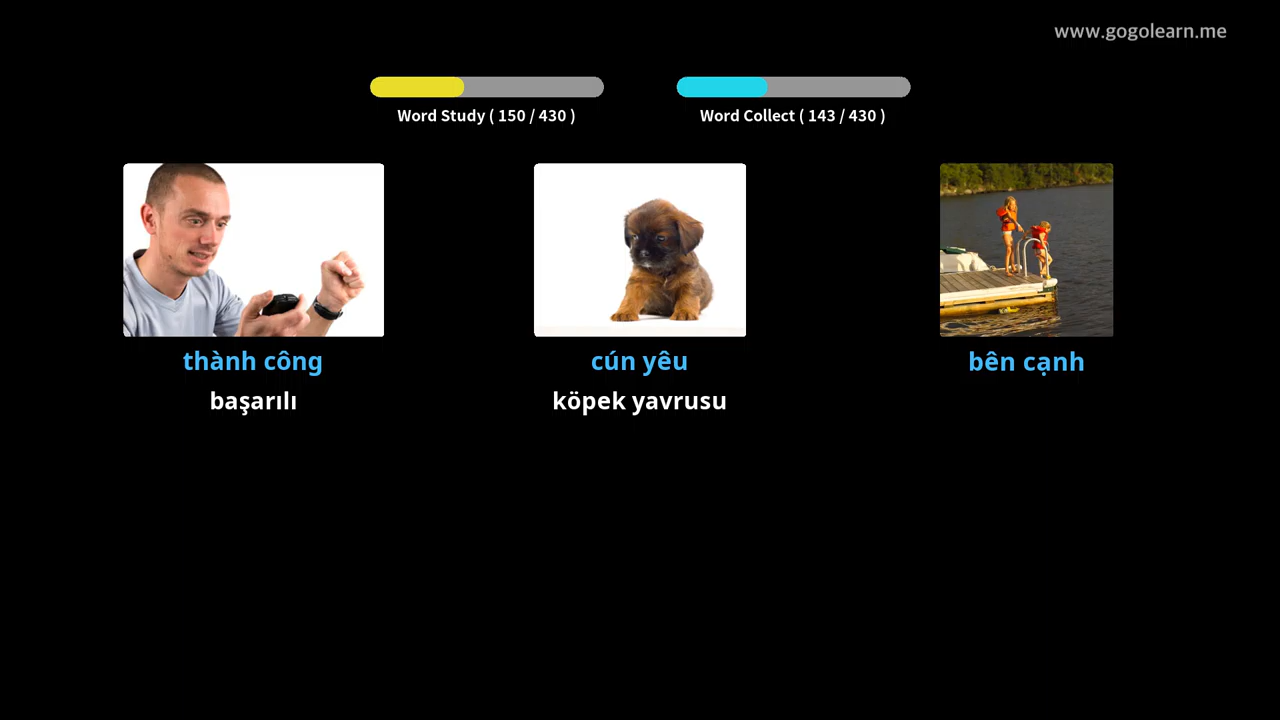 www.gogolearn.me
Word Study ( 150 / 430 )
Word Collect ( 143 / 430 )
thành công
cún yêu
bên cạnh
başarılı
köpek yavrusu